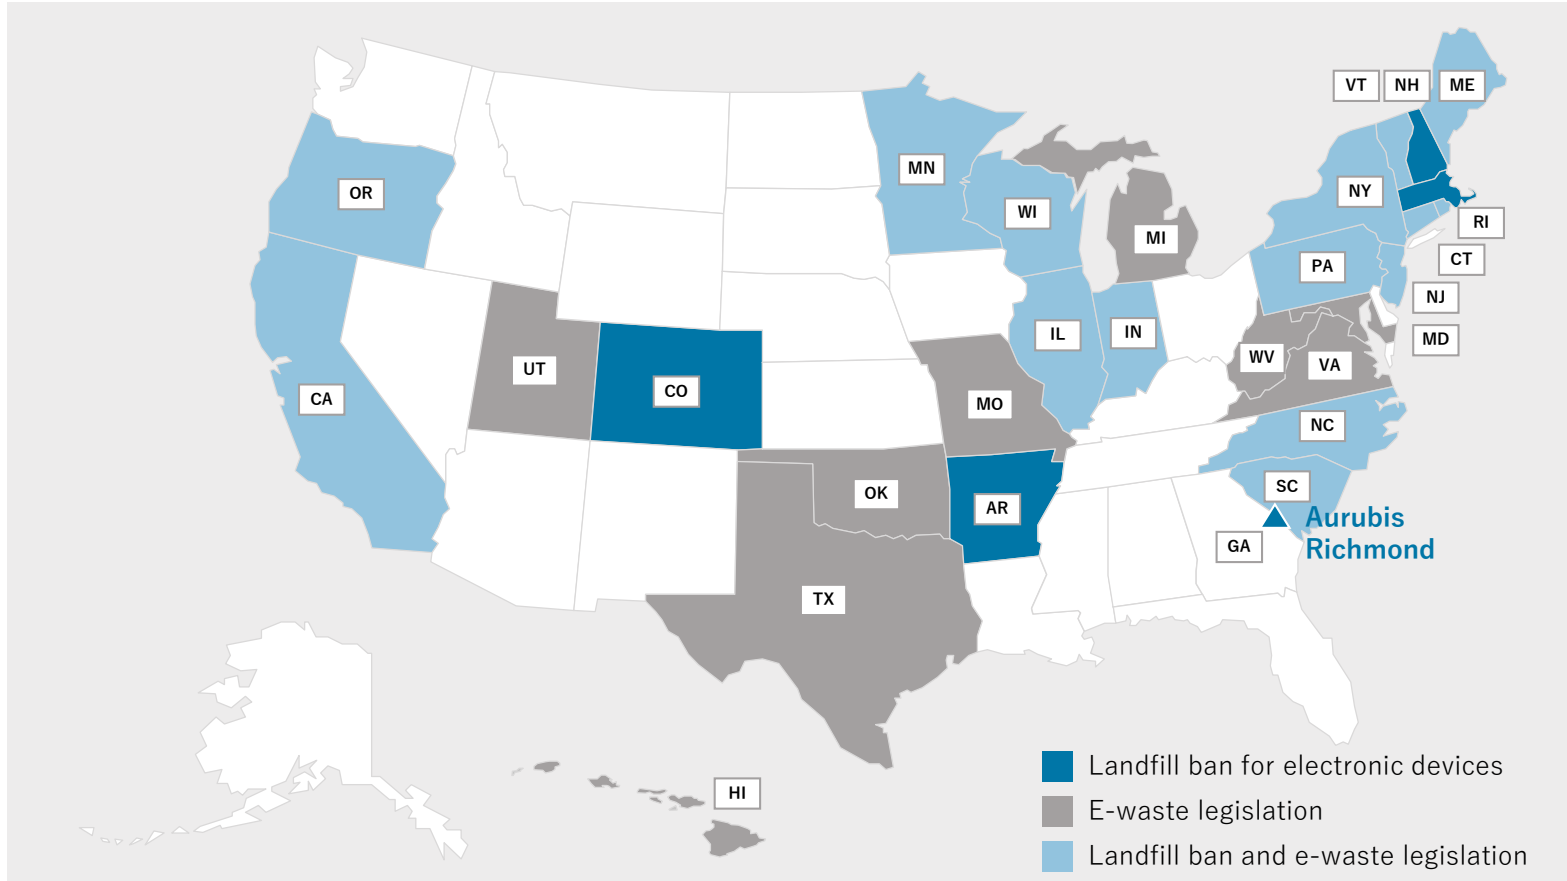 VT NH ME
MN
OR
NY
WI
RI
MI
CT
PA
NJ
IL
IN
MD
WV
VA
UT
CO
CA
MO
NC
SC
OK
AR
Aurubis
Richmond
GA
TX
HI
Landfill ban for electronic devices
E-waste legislation
Landfill ban and e-waste legislation